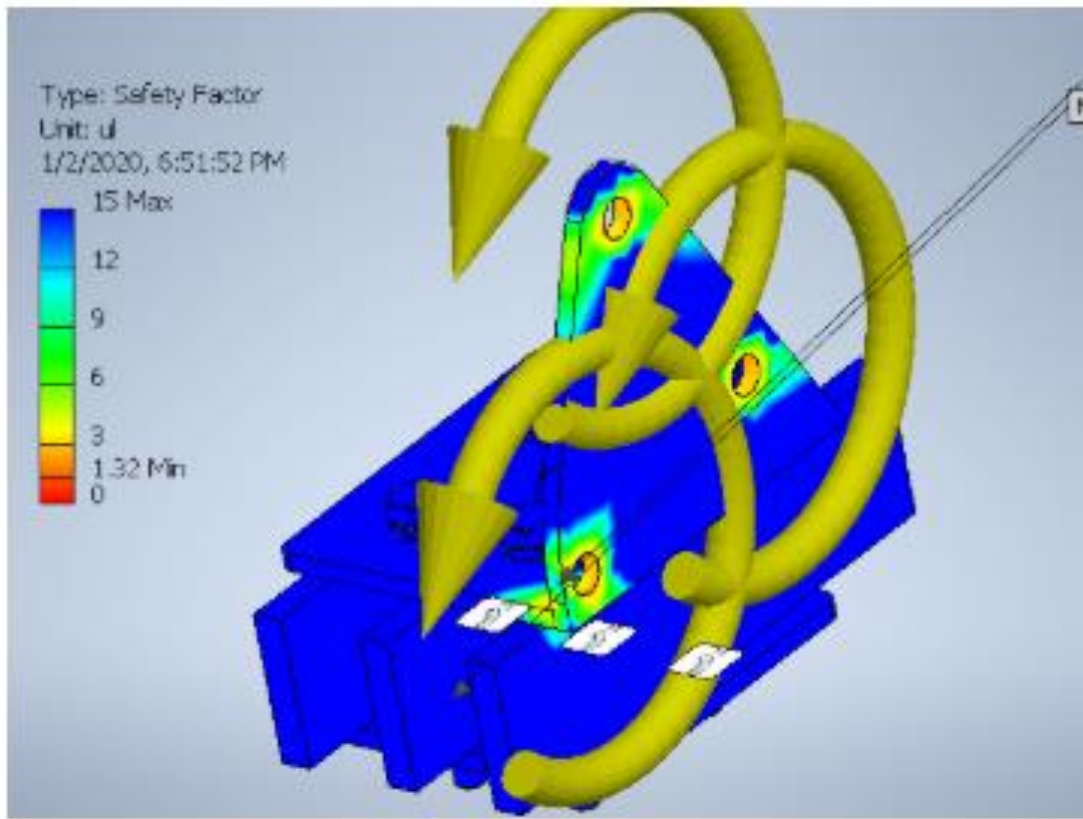 Type: Safety Factor
Unit: ul
1/2/2020, 6:51:52 PM
15 Max
12
9
6
3
1.32 Min
0